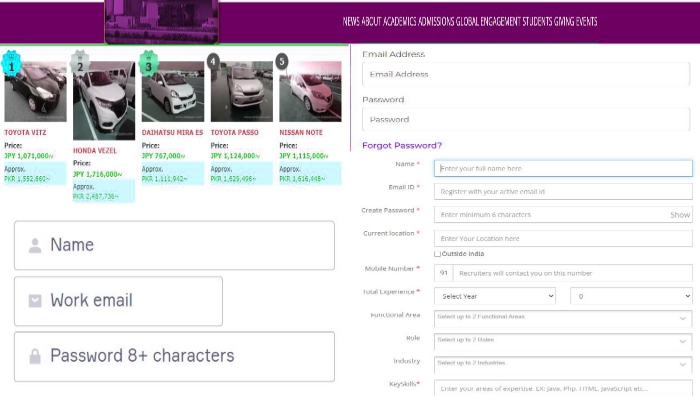 NEWS ABOUT ACADEMICS ADMISSIONS GLOBAL ENGAGEMENT STUDENTS GIVING EVENTS
1
2
3
4
5
TOYOTA VITZ
Price:
JPY 1,071,000~
Approx.
PKR 1,552,660~
HONDA VEZEL
Price:
JPY 1,716,000~
Approx.
PKR 2,487,736~
DAIHATSU MIRA ES
Price:
JPY 767,000~
Approx.
PKR 1,111,942~
TOYOTA PASSO
Price:
JPY 1,124,000~
Approx.
PKR 1,629,496~
NISSAN NOTE
Price:
JPY 1,115,000~
Approx.
PKR 1,616,448~
Name
Work email
Password 8+ characters
Email Address
Email Address
Password
Password
Forgot Password?
Name * Enter your full name here
Email ID * Register with your active email id
Create Password * Enter minimum 6 characters Show
Current location * Enter Your Location here
Outside India
Mobile Number * 91 Recruiters will contact you on this number
Total Experience * Select Year 0
Functional Area Select up to 2 Functional Areas
Role Select up to 2 Roles
Industry Select up to 2 Industries
KeySkills* Enter your areas of expertise. EX: Java, Php, HTML, JavaScript etc...